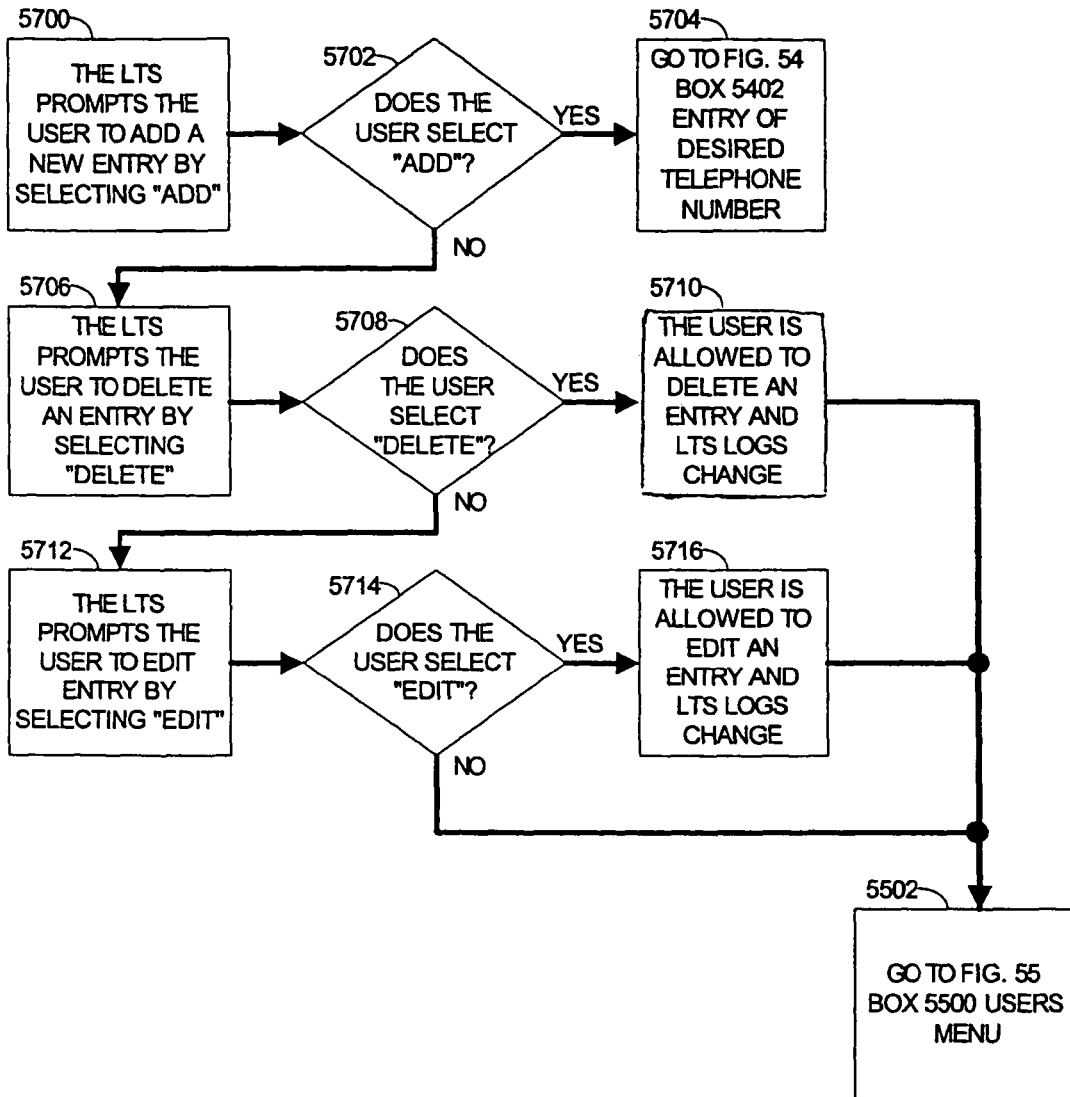 5700
THE LTS
PROMPTS THE
USER TO ADD A
NEW ENTRY BY
SELECTING "ADD"
5702
DOES THE
USER SELECT
"ADD"?
YES
NO
5704
GO TO FIG. 54
BOX 5402
ENTRY OF
DESIRED
TELEPHONE
NUMBER
5706
THE LTS
PROMPTS THE
USER TO DELETE
AN ENTRY BY
SELECTING
"DELETE"
5708
DOES
THE USER
SELECT
"DELETE"?
YES
NO
5710
THE USER IS
ALLOWED TO
DELETE AN
ENTRY AND
LTS LOGS
CHANGE
5712
THE LTS
PROMPTS THE
USER TO EDIT
ENTRY BY
SELECTING "EDIT"
5714
DOES THE
USER SELECT
"EDIT"?
YES
NO
5716
THE USER IS
ALLOWED TO
EDIT AN
ENTRY AND
LTS LOGS
CHANGE
5502
GO TO FIG. 55
BOX 5500 USERS
MENU